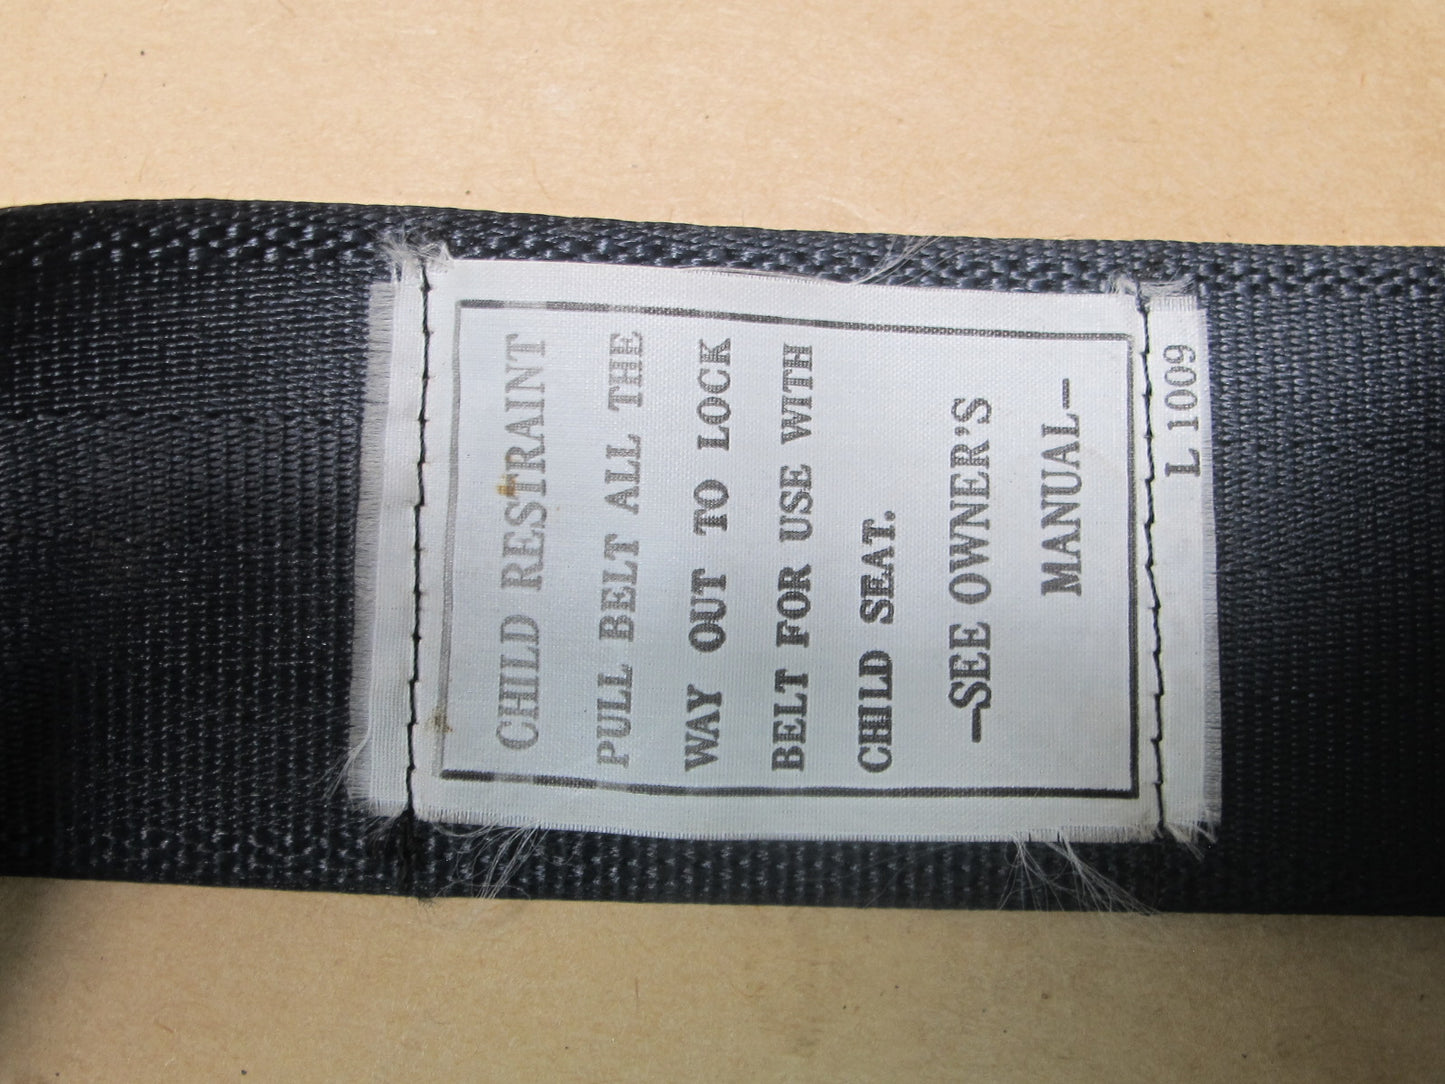 CHILD RESTRAINT
PULL BELT ALL THE
WAY OUT TO LOCK
BELT FOR USE WITH
CHILD SEAT.
—SEE OWNER'S
MANUAL—
L 1009